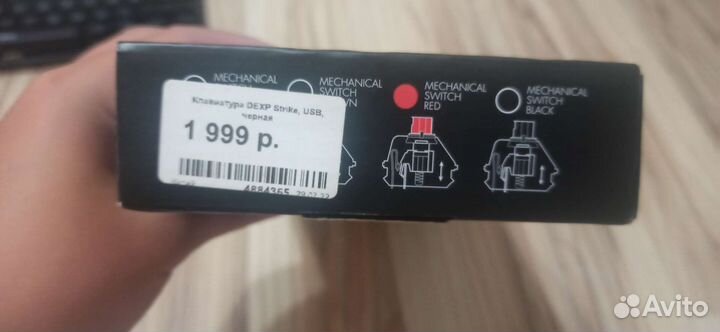 MECHANICAL
MECHANICAL
SWITCH
MECHANICAL
SWITCH
RED
MECHANICAL
SWITCH
BLACK
Клавиатура DEXP Strike, USB,
черная
1 999 р.
4884365
Avito